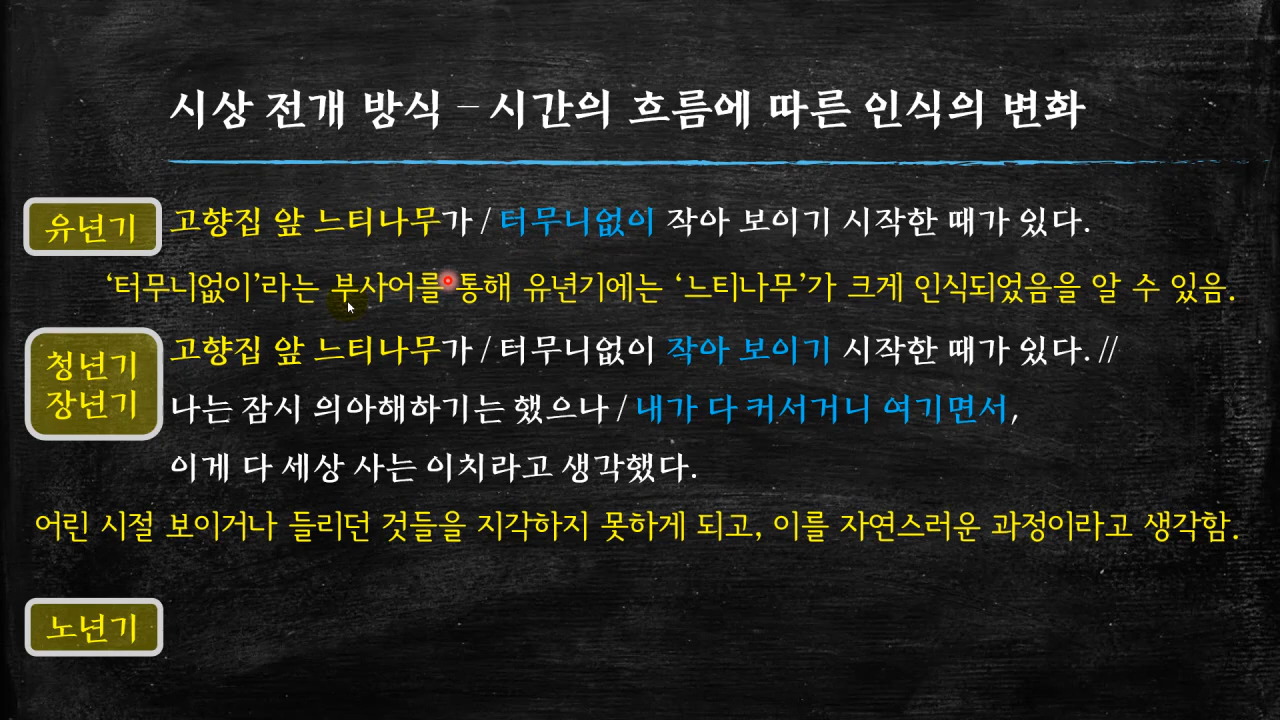 시상 전개 방식 – 시간의 흐름에 따른 인식의 변화
유년기
고향집 앞 느티나무가 / 터무니없이 작아 보이기 시작한 때가 있다.
‘터무니없이’라는 부사어를 통해 유년기에는 ‘느티나무’가 크게 인식되었음을 알 수 있음.
청년기
장년기
고향집 앞 느티나무가 / 터무니없이 작아 보이기 시작한 때가 있다. //
나는 잠시 의아해하기는 했으나 / 내가 다 커서거니 여기면서,
이게 다 세상 사는 이치라고 생각했다.
어린 시절 보이거나 들리던 것들을 지각하지 못하게 되고, 이를 자연스러운 과정이라고 생각함.
노년기